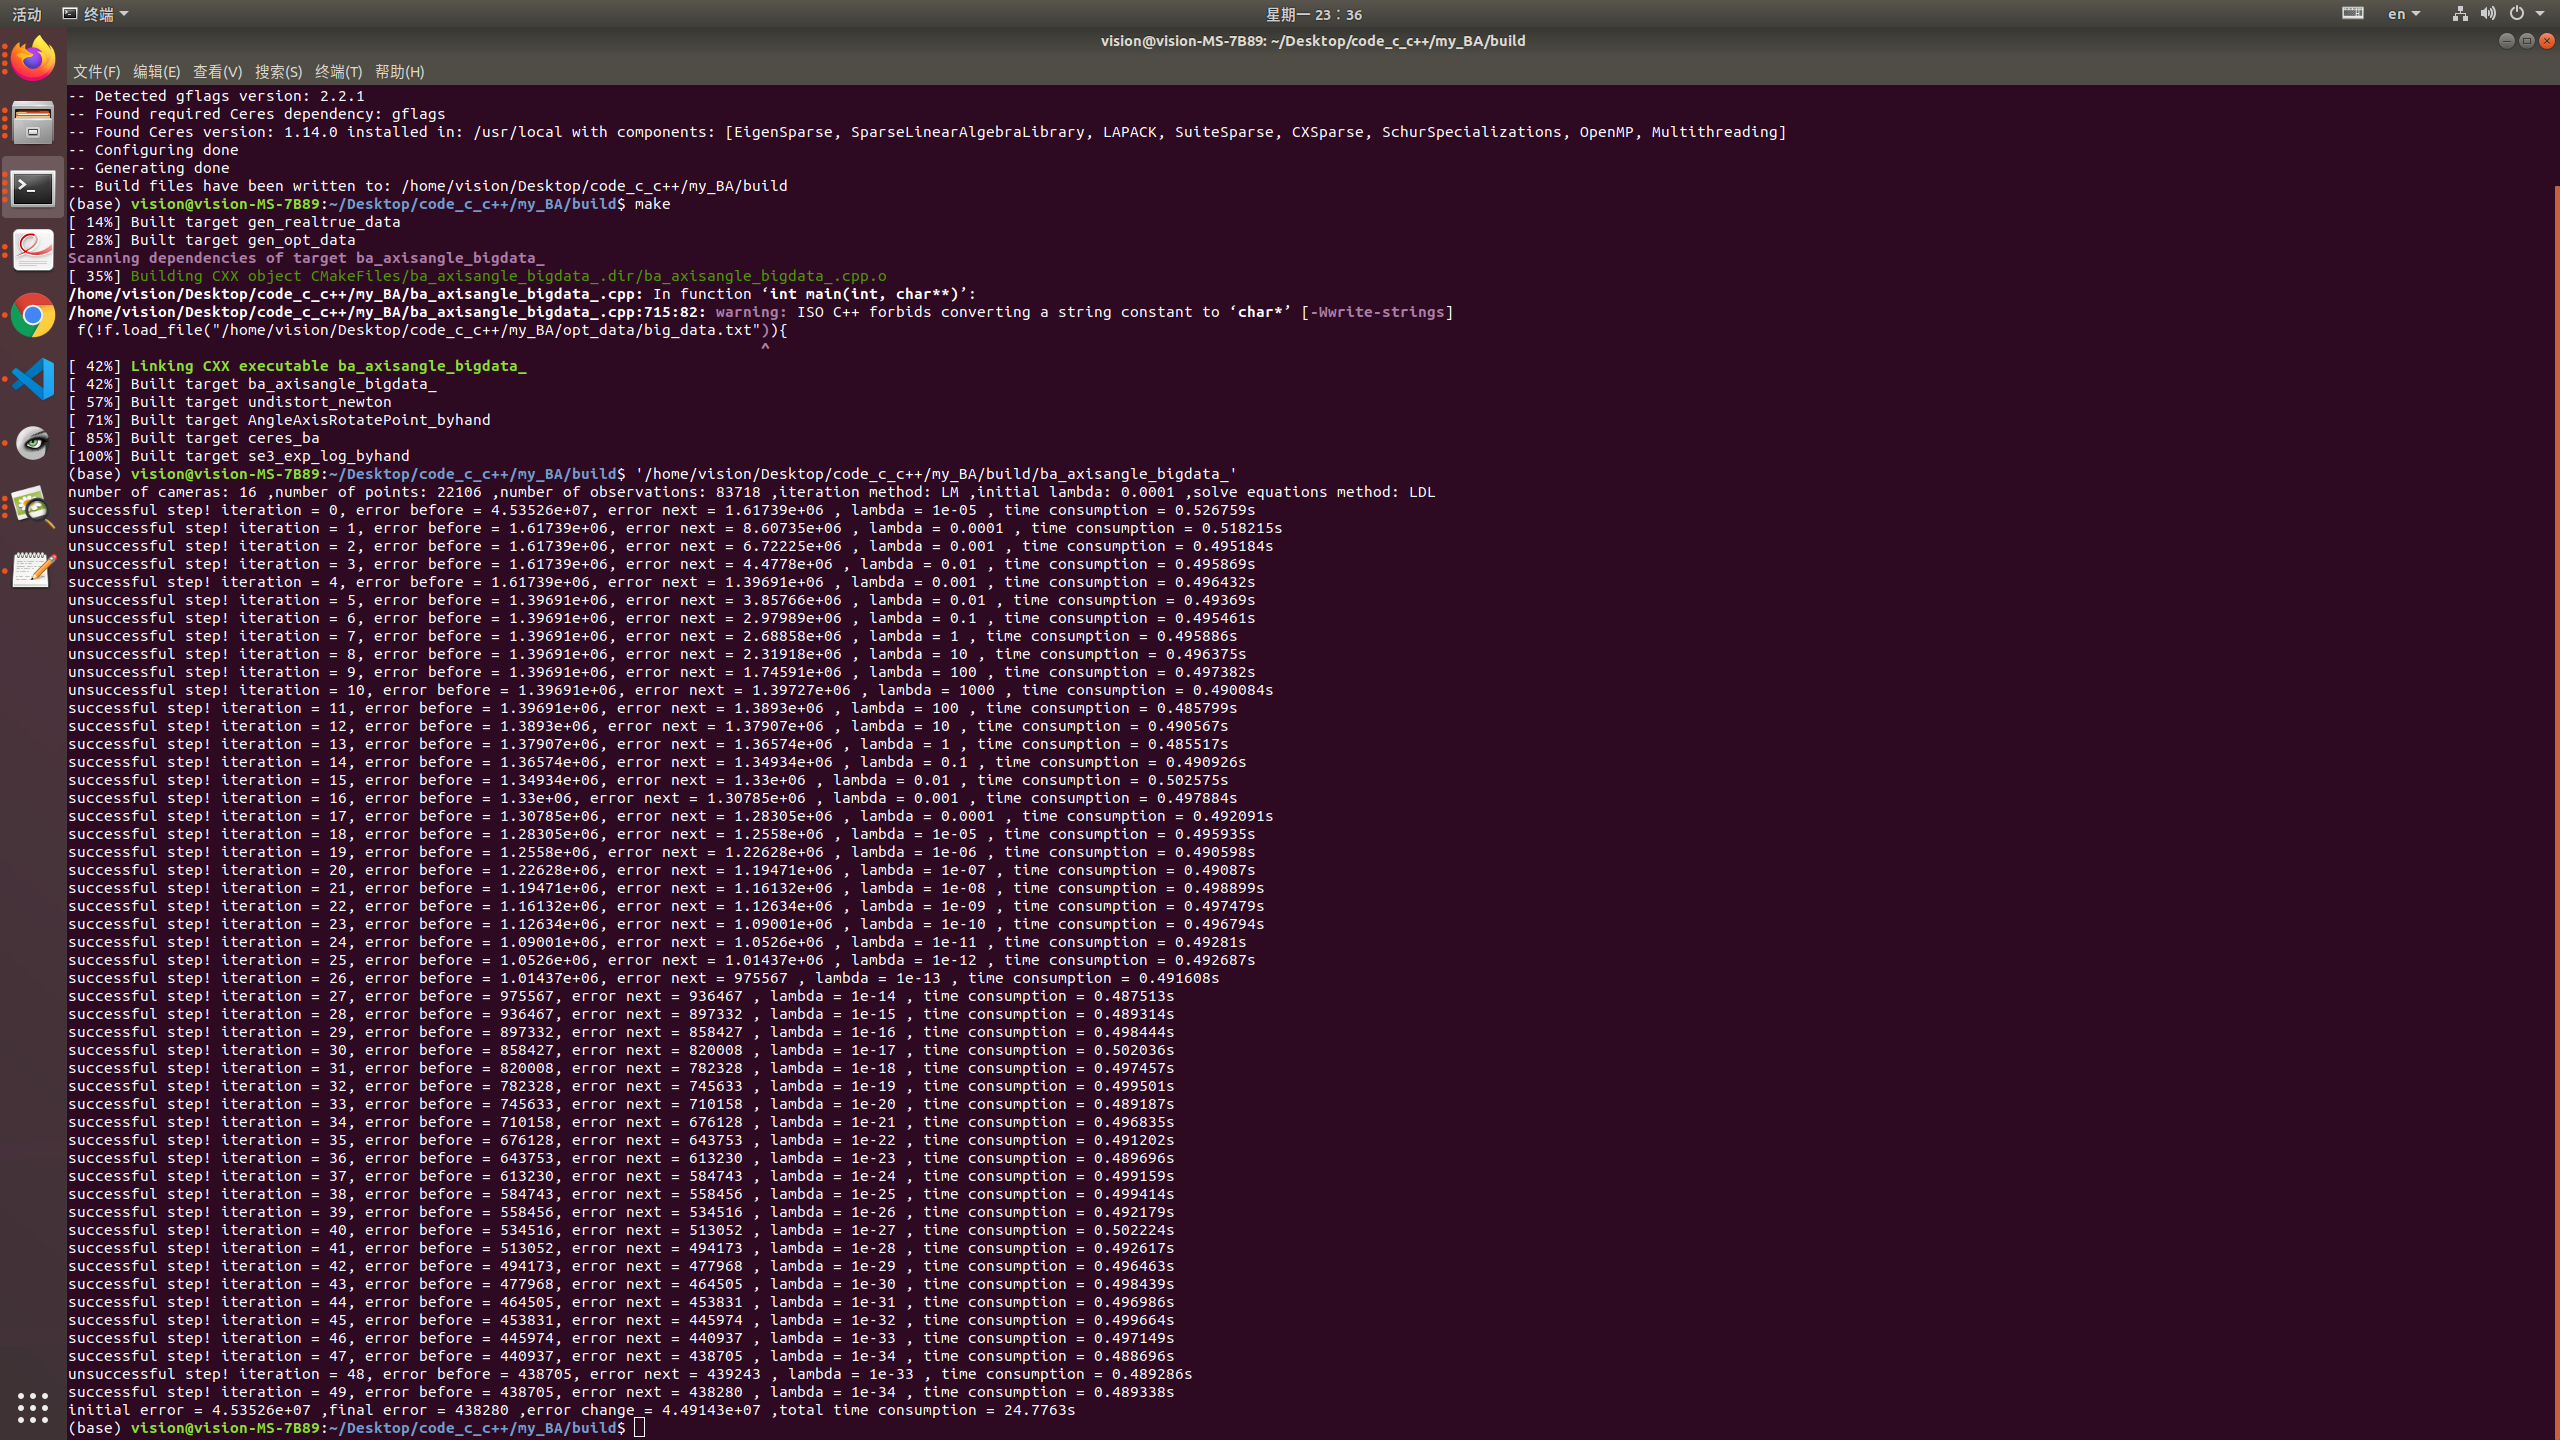 活动 终端 星期一 23：36 en
vision@vision-MS-7B89: ~/Desktop/code_c_c++/my_BA/build
文件(F) 编辑(E) 查看(V) 搜索(S) 终端(T) 帮助(H)
-- Detected gflags version: 2.2.1
-- Found required Ceres dependency: gflags
-- Found Ceres version: 1.14.0 installed in: /usr/local with components: [EigenSparse, SparseLinearAlgebraLibrary, LAPACK, SuiteSparse, CXSparse, SchurSpecializations, OpenMP, Multithreading]
-- Configuring done
-- Generating done
-- Build files have been written to: /home/vision/Desktop/code_c_c++/my_BA/build
(base) vision@vision-MS-7B89:~/Desktop/code_c_c++/my_BA/build$ make
[ 14%] Built target gen_realtrue_data
[ 28%] Built target gen_opt_data
Scanning dependencies of target ba_axisangle_bigdata_
[ 35%] Building CXX object CMakeFiles/ba_axisangle_bigdata_.dir/ba_axisangle_bigdata_.cpp.o
/home/vision/Desktop/code_c_c++/my_BA/ba_axisangle_bigdata_.cpp: In function ‘int main(int, char**)’:
/home/vision/Desktop/code_c_c++/my_BA/ba_axisangle_bigdata_.cpp:715:82: warning: ISO C++ forbids converting a string constant to ‘char*’ [-Wwrite-strings]
f(!f.load_file("/home/vision/Desktop/code_c_c++/my_BA/opt_data/big_data.txt")){
^
[ 42%] Linking CXX executable ba_axisangle_bigdata_
[ 42%] Built target ba_axisangle_bigdata_
[ 57%] Built target undistort_newton
[ 71%] Built target AngleAxisRotatePoint_byhand
[ 85%] Built target ceres_ba
[100%] Built target se3_exp_log_byhand
(base) vision@vision-MS-7B89:~/Desktop/code_c_c++/my_BA/build$ '/home/vision/Desktop/code_c_c++/my_BA/build/ba_axisangle_bigdata_'
number of cameras: 16 ,number of points: 22106 ,number of observations: 83718 ,iteration method: LM ,initial lambda: 0.0001 ,solve equations method: LDL
successful step! iteration = 0, error before = 4.53526e+07, error next = 1.61739e+06 , lambda = 1e-05 , time consumption = 0.526759s
unsuccessful step! iteration = 1, error before = 1.61739e+06, error next = 8.60735e+06 , lambda = 0.0001 , time consumption = 0.518215s
unsuccessful step! iteration = 2, error before = 1.61739e+06, error next = 6.72225e+06 , lambda = 0.001 , time consumption = 0.495184s
unsuccessful step! iteration = 3, error before = 1.61739e+06, error next = 4.4778e+06 , lambda = 0.01 , time consumption = 0.495869s
successful step! iteration = 4, error before = 1.61739e+06, error next = 1.39691e+06 , lambda = 0.001 , time consumption = 0.496432s
unsuccessful step! iteration = 5, error before = 1.39691e+06, error next = 3.85766e+06 , lambda = 0.01 , time consumption = 0.49369s
unsuccessful step! iteration = 6, error before = 1.39691e+06, error next = 2.97989e+06 , lambda = 0.1 , time consumption = 0.495461s
unsuccessful step! iteration = 7, error before = 1.39691e+06, error next = 2.68858e+06 , lambda = 1 , time consumption = 0.495886s
unsuccessful step! iteration = 8, error before = 1.39691e+06, error next = 2.31918e+06 , lambda = 10 , time consumption = 0.496375s
unsuccessful step! iteration = 9, error before = 1.39691e+06, error next = 1.74591e+06 , lambda = 100 , time consumption = 0.497382s
unsuccessful step! iteration = 10, error before = 1.39691e+06, error next = 1.39727e+06 , lambda = 1000 , time consumption = 0.490084s
successful step! iteration = 11, error before = 1.39691e+06, error next = 1.3893e+06 , lambda = 100 , time consumption = 0.485799s
successful step! iteration = 12, error before = 1.3893e+06, error next = 1.37907e+06 , lambda = 10 , time consumption = 0.490567s
successful step! iteration = 13, error before = 1.37907e+06, error next = 1.36574e+06 , lambda = 1 , time consumption = 0.485517s
successful step! iteration = 14, error before = 1.36574e+06, error next = 1.34934e+06 , lambda = 0.1 , time consumption = 0.490926s
successful step! iteration = 15, error before = 1.34934e+06, error next = 1.33e+06 , lambda = 0.01 , time consumption = 0.502575s
successful step! iteration = 16, error before = 1.33e+06, error next = 1.30785e+06 , lambda = 0.001 , time consumption = 0.497884s
successful step! iteration = 17, error before = 1.30785e+06, error next = 1.28305e+06 , lambda = 0.0001 , time consumption = 0.492091s
successful step! iteration = 18, error before = 1.28305e+06, error next = 1.2558e+06 , lambda = 1e-05 , time consumption = 0.495935s
successful step! iteration = 19, error before = 1.2558e+06, error next = 1.22628e+06 , lambda = 1e-06 , time consumption = 0.490598s
successful step! iteration = 20, error before = 1.22628e+06, error next = 1.19471e+06 , lambda = 1e-07 , time consumption = 0.49087s
successful step! iteration = 21, error before = 1.19471e+06, error next = 1.16132e+06 , lambda = 1e-08 , time consumption = 0.498899s
successful step! iteration = 22, error before = 1.16132e+06, error next = 1.12634e+06 , lambda = 1e-09 , time consumption = 0.497479s
successful step! iteration = 23, error before = 1.12634e+06, error next = 1.09001e+06 , lambda = 1e-10 , time consumption = 0.496794s
successful step! iteration = 24, error before = 1.09001e+06, error next = 1.0526e+06 , lambda = 1e-11 , time consumption = 0.49281s
successful step! iteration = 25, error before = 1.0526e+06, error next = 1.01437e+06 , lambda = 1e-12 , time consumption = 0.492687s
successful step! iteration = 26, error before = 1.01437e+06, error next = 975567 , lambda = 1e-13 , time consumption = 0.491608s
successful step! iteration = 27, error before = 975567, error next = 936467 , lambda = 1e-14 , time consumption = 0.487513s
successful step! iteration = 28, error before = 936467, error next = 897332 , lambda = 1e-15 , time consumption = 0.489314s
successful step! iteration = 29, error before = 897332, error next = 858427 , lambda = 1e-16 , time consumption = 0.498444s
successful step! iteration = 30, error before = 858427, error next = 820008 , lambda = 1e-17 , time consumption = 0.502036s
successful step! iteration = 31, error before = 820008, error next = 782328 , lambda = 1e-18 , time consumption = 0.497457s
successful step! iteration = 32, error before = 782328, error next = 745633 , lambda = 1e-19 , time consumption = 0.499501s
successful step! iteration = 33, error before = 745633, error next = 710158 , lambda = 1e-20 , time consumption = 0.489187s
successful step! iteration = 34, error before = 710158, error next = 676128 , lambda = 1e-21 , time consumption = 0.496835s
successful step! iteration = 35, error before = 676128, error next = 643753 , lambda = 1e-22 , time consumption = 0.491202s
successful step! iteration = 36, error before = 643753, error next = 613230 , lambda = 1e-23 , time consumption = 0.489696s
successful step! iteration = 37, error before = 613230, error next = 584743 , lambda = 1e-24 , time consumption = 0.499159s
successful step! iteration = 38, error before = 584743, error next = 558456 , lambda = 1e-25 , time consumption = 0.499414s
successful step! iteration = 39, error before = 558456, error next = 534516 , lambda = 1e-26 , time consumption = 0.492179s
successful step! iteration = 40, error before = 534516, error next = 513052 , lambda = 1e-27 , time consumption = 0.502224s
successful step! iteration = 41, error before = 513052, error next = 494173 , lambda = 1e-28 , time consumption = 0.492617s
successful step! iteration = 42, error before = 494173, error next = 477968 , lambda = 1e-29 , time consumption = 0.496463s
successful step! iteration = 43, error before = 477968, error next = 464505 , lambda = 1e-30 , time consumption = 0.498439s
successful step! iteration = 44, error before = 464505, error next = 453831 , lambda = 1e-31 , time consumption = 0.496986s
successful step! iteration = 45, error before = 453831, error next = 445974 , lambda = 1e-32 , time consumption = 0.499664s
successful step! iteration = 46, error before = 445974, error next = 440937 , lambda = 1e-33 , time consumption = 0.497149s
successful step! iteration = 47, error before = 440937, error next = 438705 , lambda = 1e-34 , time consumption = 0.488696s
unsuccessful step! iteration = 48, error before = 438705, error next = 439243 , lambda = 1e-33 , time consumption = 0.489286s
successful step! iteration = 49, error before = 438705, error next = 438280 , lambda = 1e-34 , time consumption = 0.489338s
initial error = 4.53526e+07 ,final error = 438280 ,error change = 4.49143e+07 ,total time consumption = 24.7763s
(base) vision@vision-MS-7B89:~/Desktop/code_c_c++/my_BA/build$